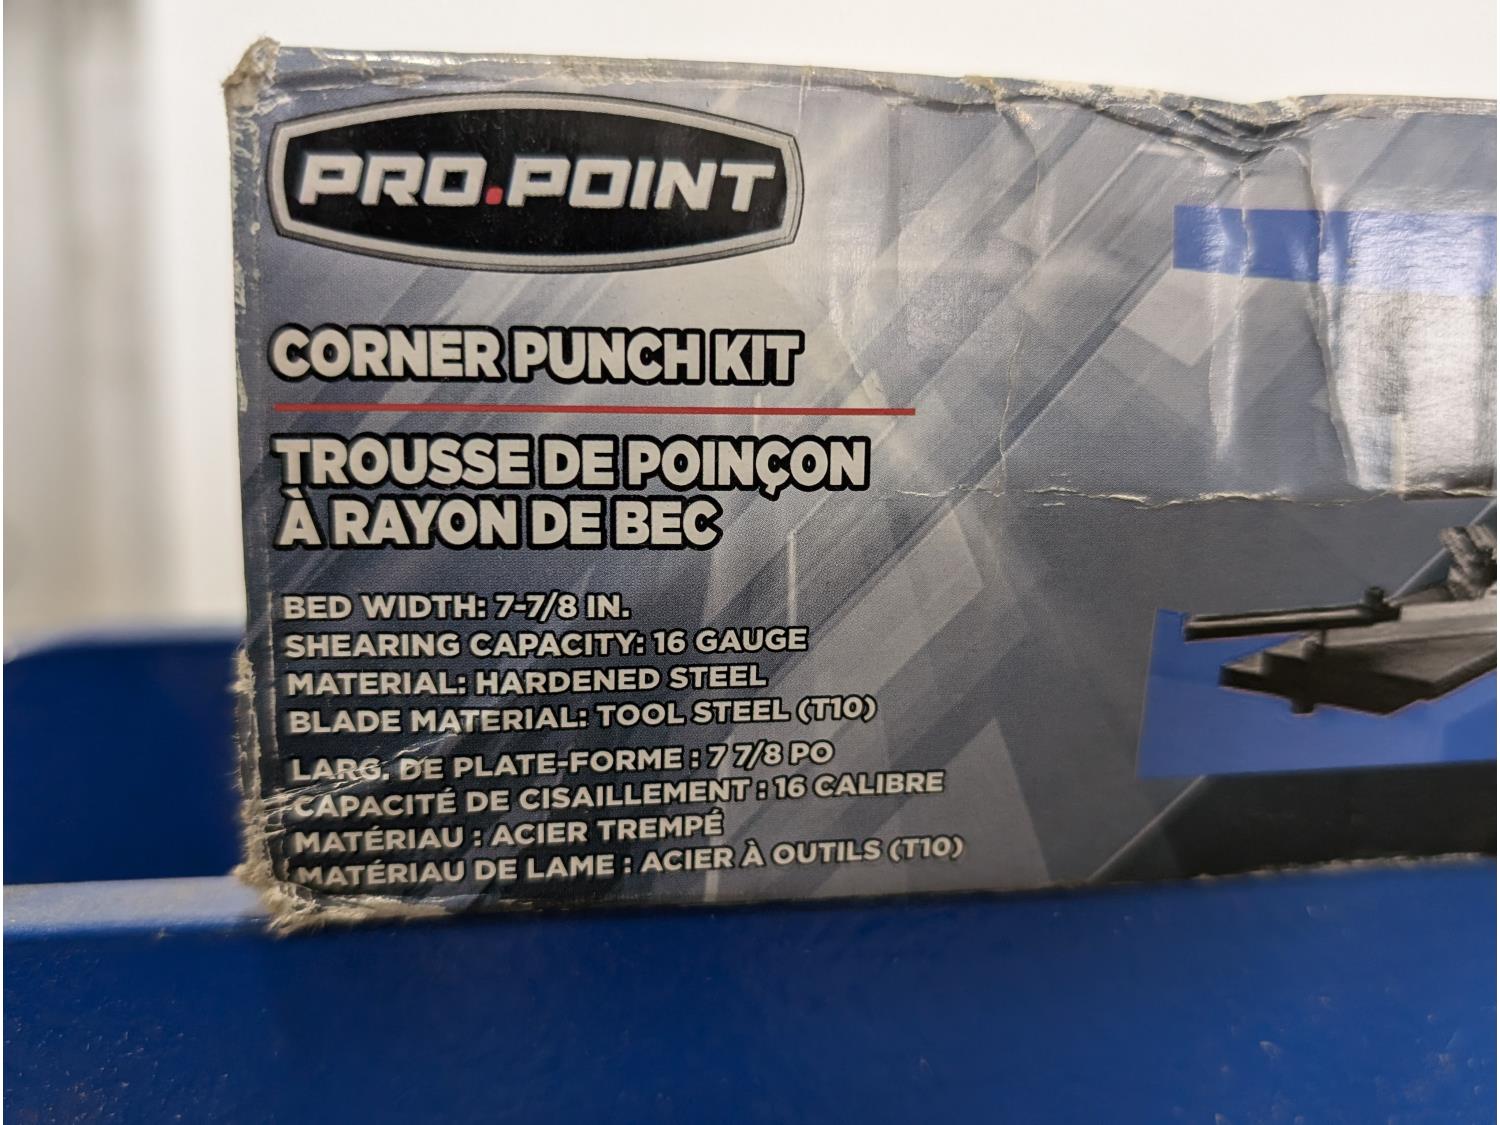 PRO.POINT
CORNER PUNCH KIT
TROUSSE DE POINÇON
À RAYON DE BEC
BED WIDTH: 7-7/8 IN.
SHEARING CAPACITY: 16 GAUGE
MATERIAL: HARDENED STEEL
BLADE MATERIAL: TOOL STEEL (T10)
LARG. DE PLATE-FORME : 7 7/8 PO
CAPACITÉ DE CISAILLEMENT : 16 CALIBRE
MATÉRIAU : ACIER TREMPÉ
MATÉRIAU DE LAME : ACIER À OUTILS (T10)